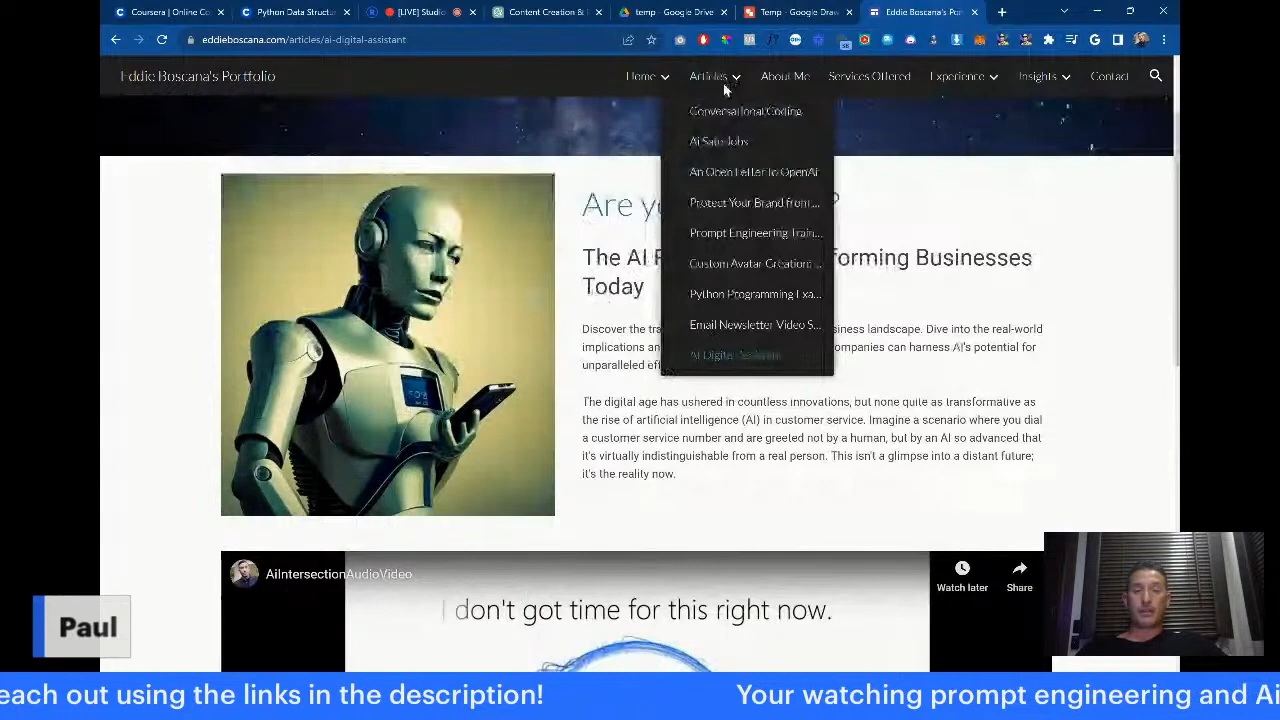 Coursera | Online Co
Python Data Structur
[LIVE] Studio
Content Creation &
temp - Google Drive
Temp - Google Draw
Eddie Boscana's Port
eddieboscana.com/articles/ai-digital-assistant
Eddie Boscana's Portfolio
Home
Articles
About Me
Services Offered
Experience
Insights
Contact
Conversational Coding
Ai Safe Jobs
An Open Letter to OpenAi
Protect Your Brand from ...
Prompt Engineering Train...
Custom Avatar Creation: ...
Python Programming Exa...
Email Newsletter Video S...
AI Digital Assistant
Are yo ?
The AI forming Businesses
Today
Discover the tra siness landscape. Dive into the real-world
implications an ompanies can harness AI's potential for
unparalleled ef
The digital age has ushered in countless innovations, but none quite as transformative as
the rise of artificial intelligence (AI) in customer service. Imagine a scenario where you dial
a customer service number and are greeted not by a human, but by an AI so advanced that
it's virtually indistinguishable from a real person. This isn't a glimpse into a distant future;
it's the reality now.
AiIntersectionAudioVideo
Watch later
Share
I don't got time for this right now.
Paul
each out using the links in the description! Your watching prompt engineering and Ai